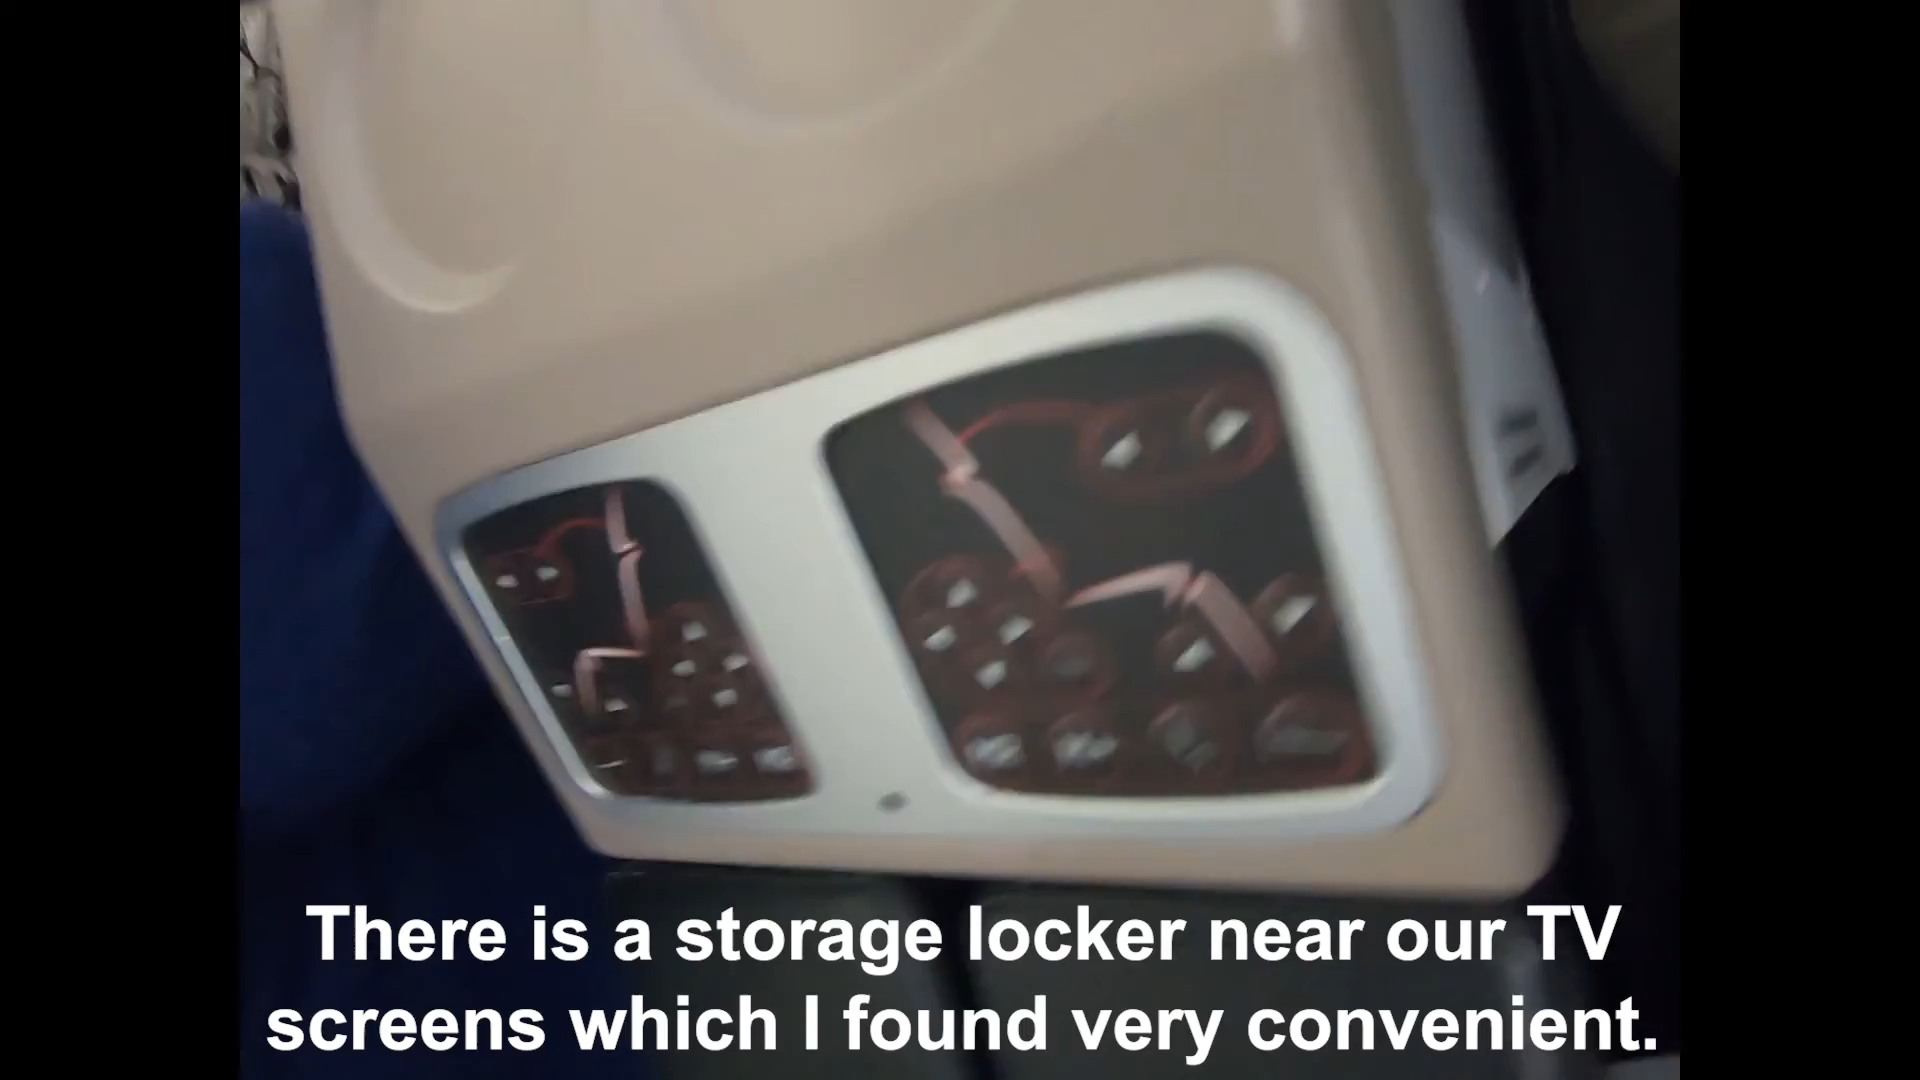 There is a storage locker near our TV
screens which I found very convenient.